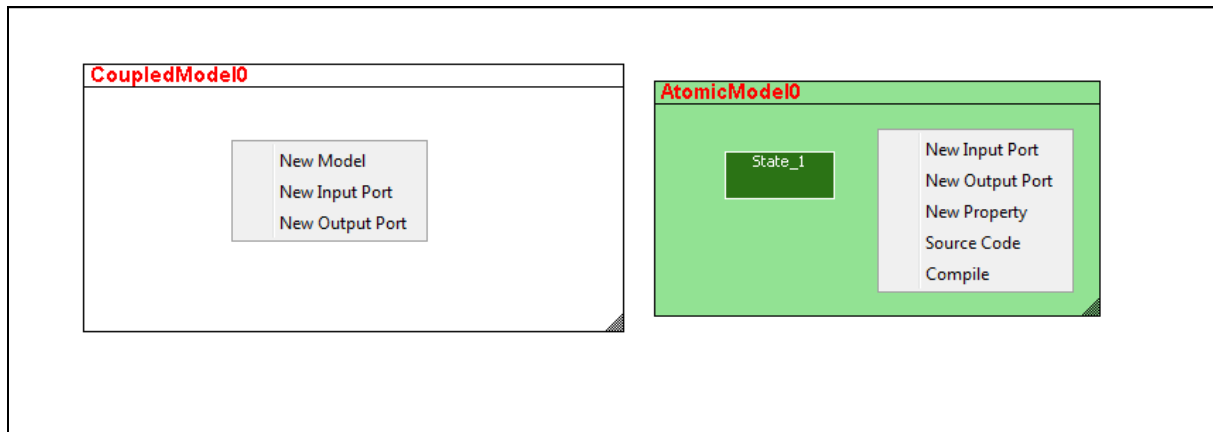 CoupledModel0
New Model
New Input Port
New Output Port
AtomicModel0
State_1
New Input Port
New Output Port
New Property
Source Code
Compile